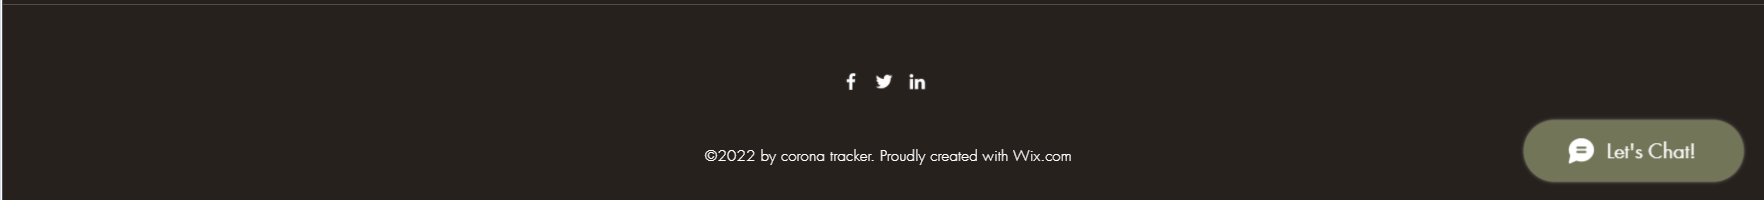 ©2022 by corona tracker. Proudly created with Wix.com
Let's Chat!